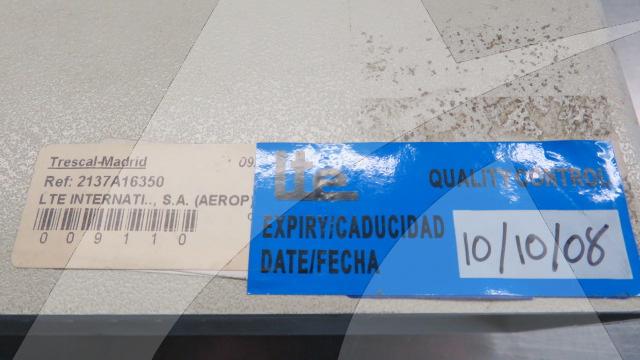 Trescal-Madrid 09
Ref: 2137A16350
LTE INTERNATI.., S.A. (AEROP
009110
lte QUALITY CONTROL
EXPIRY/CADUCIDAD
DATE/FECHA
10/10/08